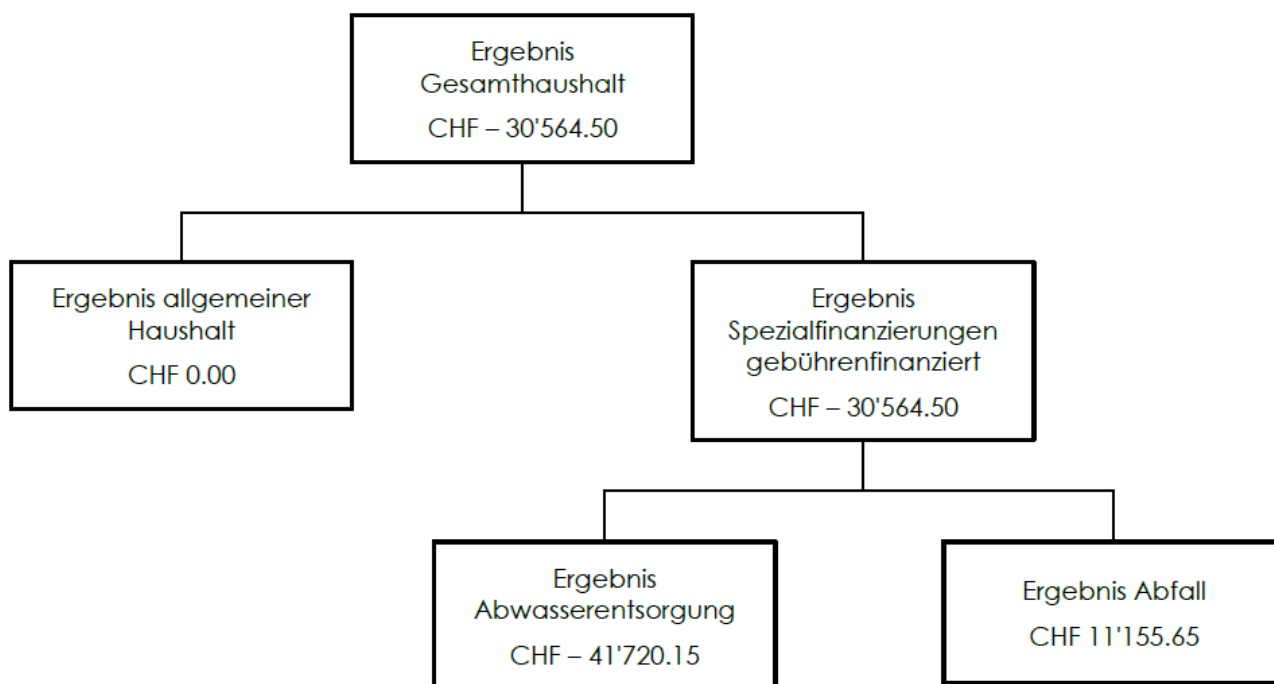 Ergebnis
Gesamthaushalt
CHF – 30'564.50
Ergebnis allgemeiner
Haushalt
CHF 0.00
Ergebnis
Spezialfinanzierungen
gebührenfinanziert
CHF – 30'564.50
Ergebnis
Abwasserentsorgung
CHF – 41'720.15
Ergebnis Abfall
CHF 11'155.65